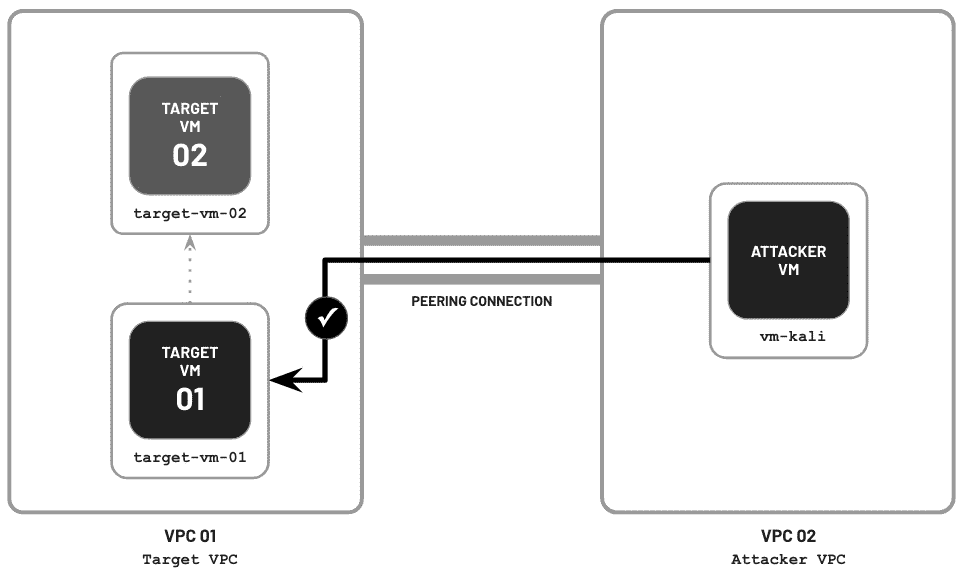 TARGET
VM
02
target-vm-02
TARGET
VM
01
target-vm-01
PEERING CONNECTION
ATTACKER
VM
vm-kali
VPC 01
Target VPC
VPC 02
Attacker VPC